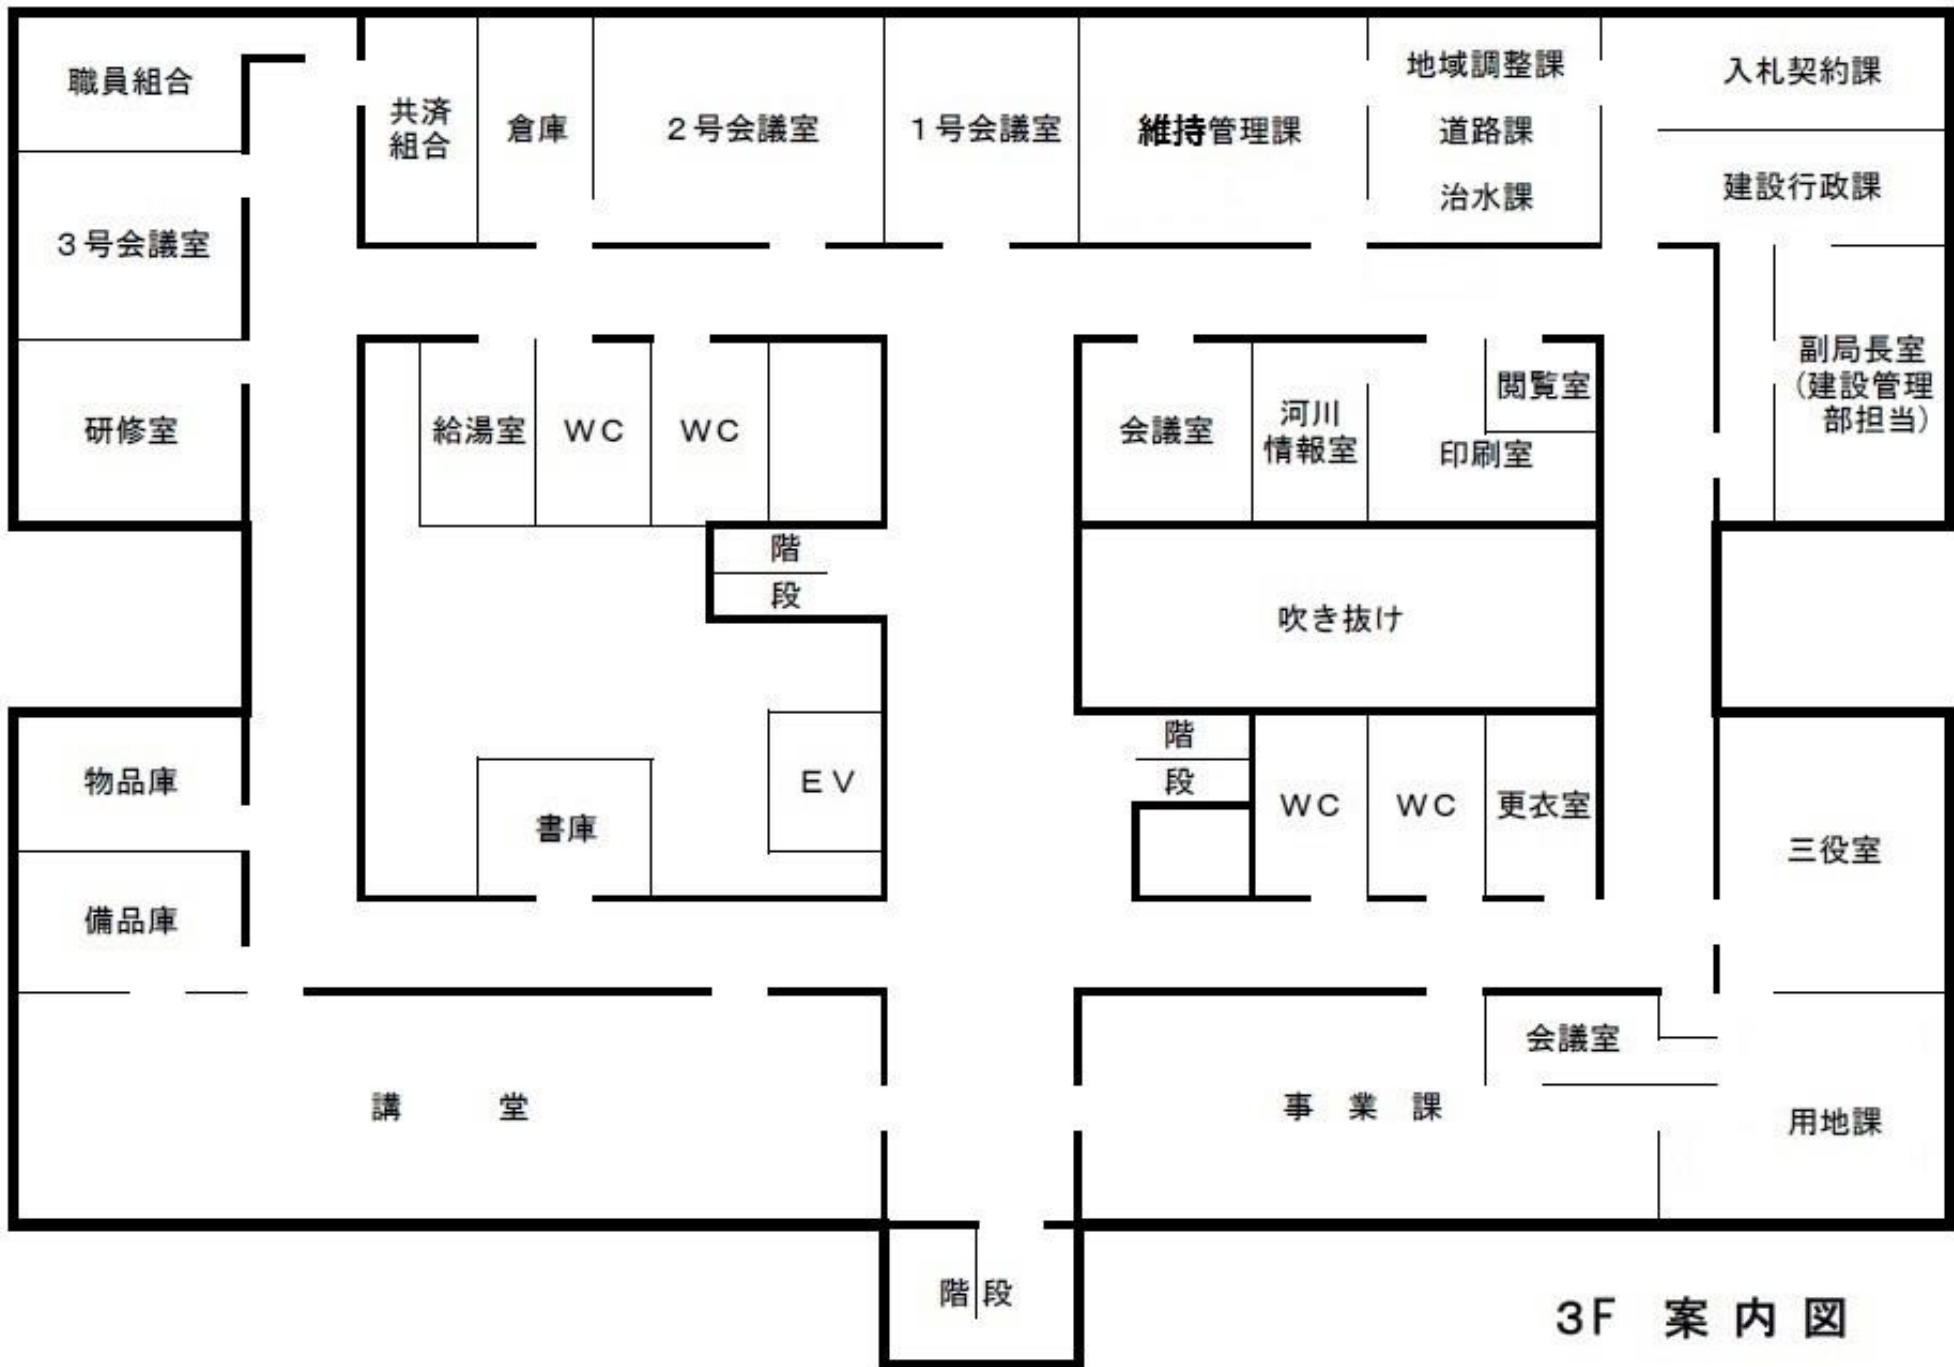 職員組合
共済
組合
倉庫
２号会議室
１号会議室
維持管理課
地域調整課
道路課
治水課
入札契約課
建設行政課
３号会議室
研修室
給湯室
ＷＣ
ＷＣ
会議室
河川
情報室
閲覧室
印刷室
副局長室
（建設管理
部担当）
階
段
吹き抜け
物品庫
備品庫
書庫
ＥＶ
階
段
ＷＣ
ＷＣ
更衣室
三役室
講　　堂
事　業　課
会議室
用地課
階段
３Ｆ　案 内 図